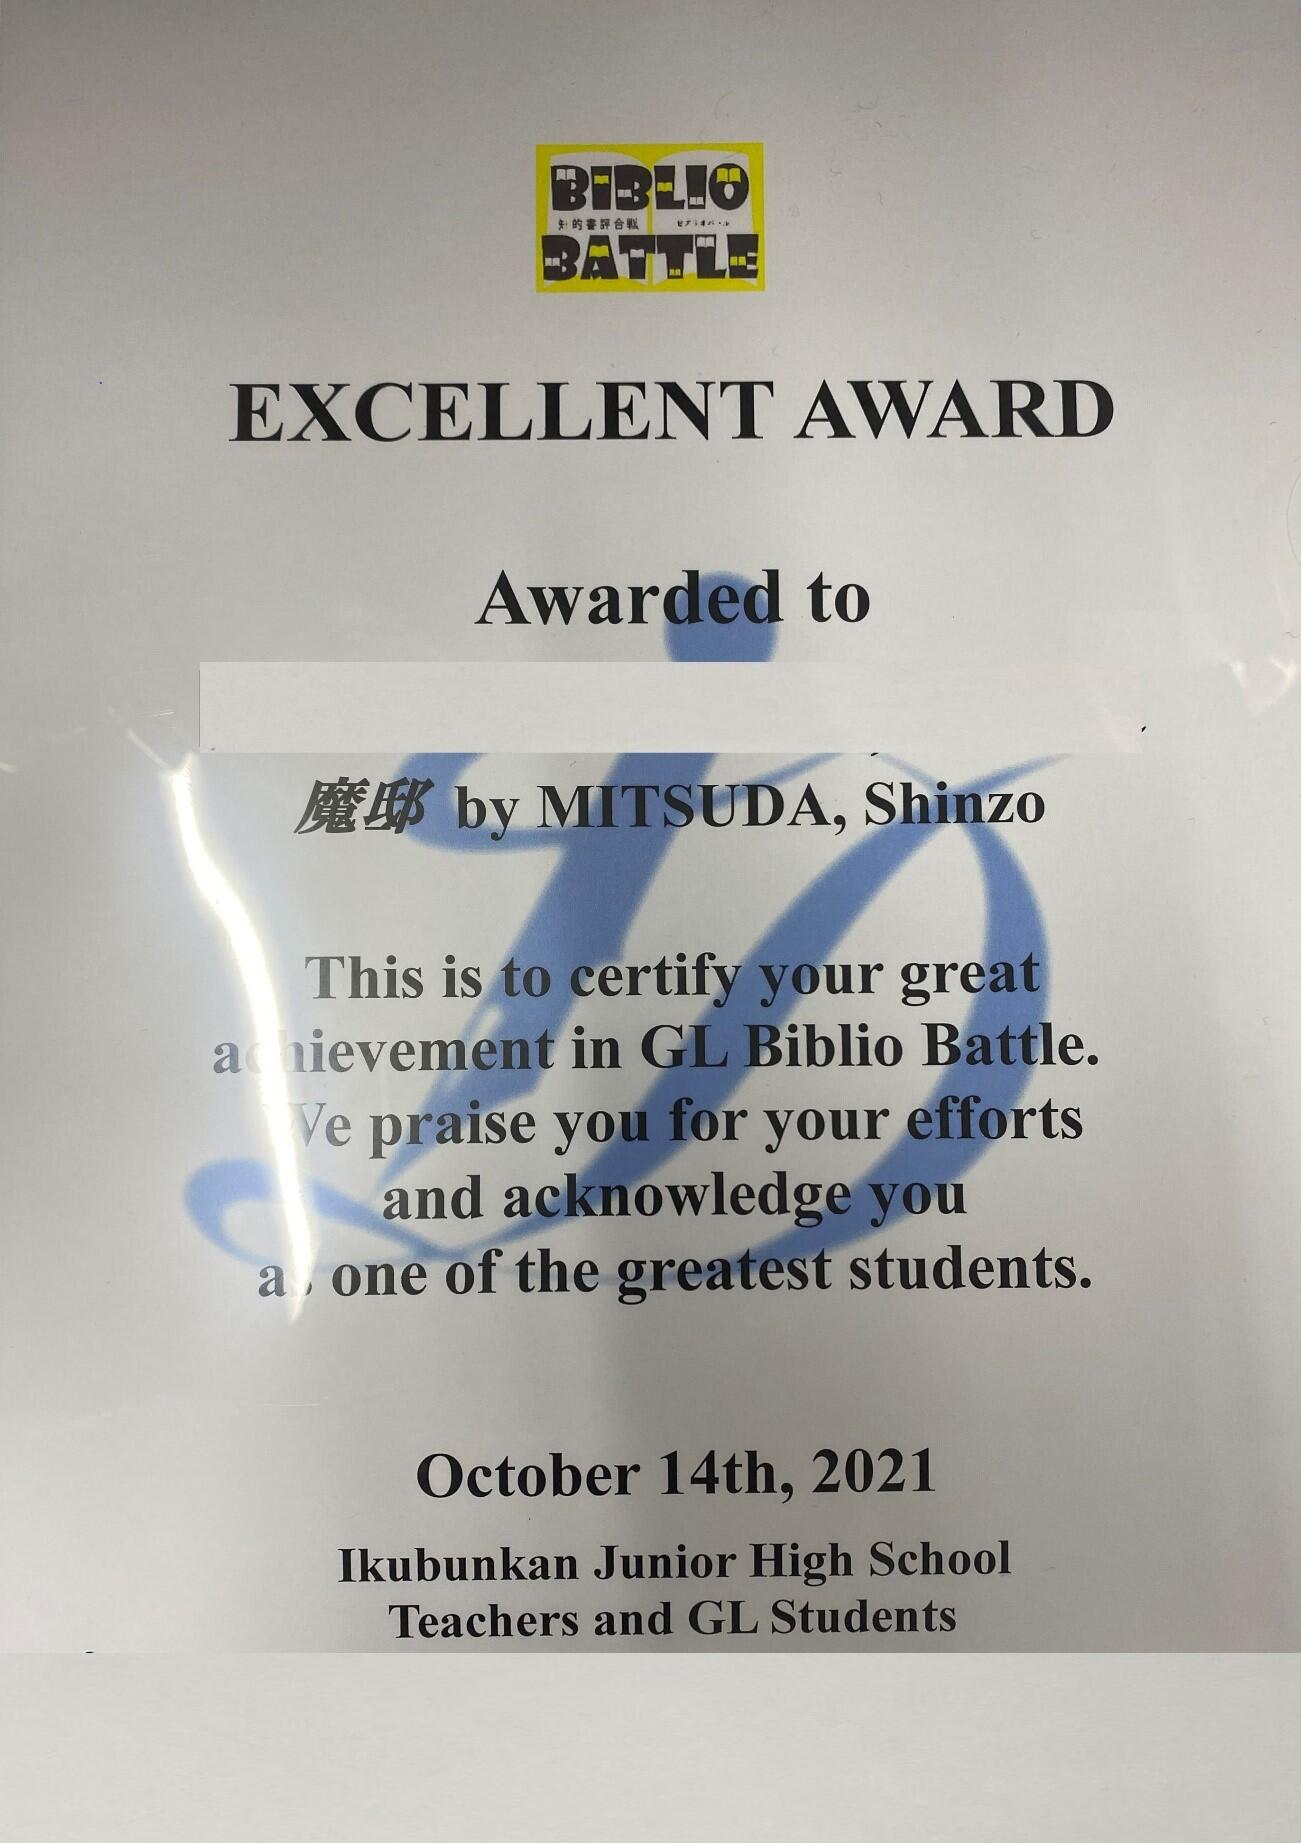 BIBLIO
知的書評合戦 ビブリオバトル
BATTLE
EXCELLENT AWARD
Awarded to
魔邸 by MITSUDA, Shinzo
This is to certify your great
achievement in GL Biblio Battle.
We praise you for your efforts
and acknowledge you
as one of the greatest students.
October 14th, 2021
Ikubunkan Junior High School
Teachers and GL Students